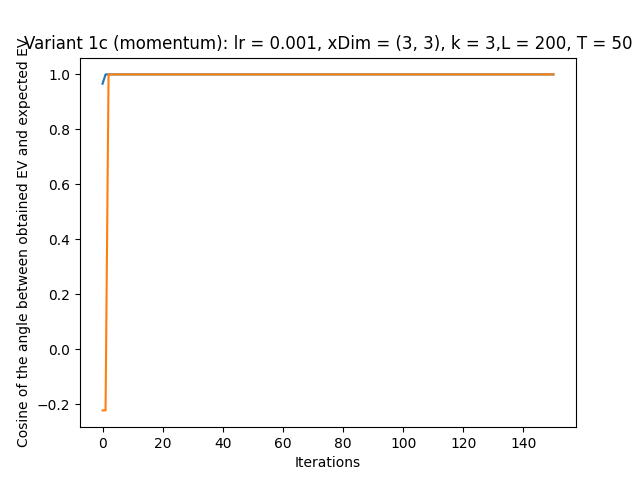 Variant 1c (momentum): lr = 0.001, xDim = (3, 3), k = 3,L = 200, T = 50
Cosine of the angle between obtained EV and expected EV
1.0
0.8
0.6
0.4
0.2
0.0
−0.2
0 20 40 60 80 100 120 140
Iterations